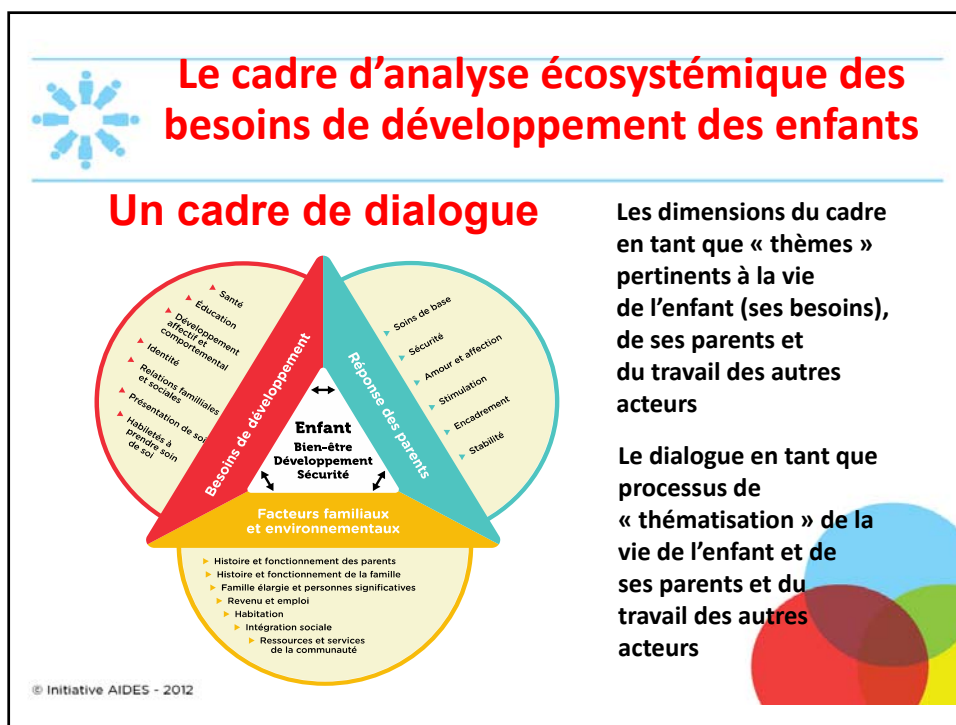 Le cadre d’analyse écosystémique des
besoins de développement des enfants
Un cadre de dialogue
Santé
Éducation
Développement
affectif et
comportemental
Identité
Relations familiales
et sociales
Présentation de soi
Habiletés à
prendre soin
de soi
Besoins de développement
Réponse des parents
Soins de base
Sécurité
Amour et affection
Stimulation
Encadrement
Stabilité
Enfant
Bien-être
Développement
Sécurité
Facteurs familiaux
et environnementaux
Histoire et fonctionnement des parents
Histoire et fonctionnement de la famille
Famille élargie et personnes significatives
Revenu et emploi
Habitation
Intégration sociale
Ressources et services
de la communauté
Les dimensions du cadre
en tant que « thèmes »
pertinents à la vie
de l’enfant (ses besoins),
de ses parents et
du travail des autres
acteurs
Le dialogue en tant que
processus de
« thématisation » de la
vie de l’enfant et de
ses parents et du
travail des autres
acteurs
© Initiative AIDES - 2012